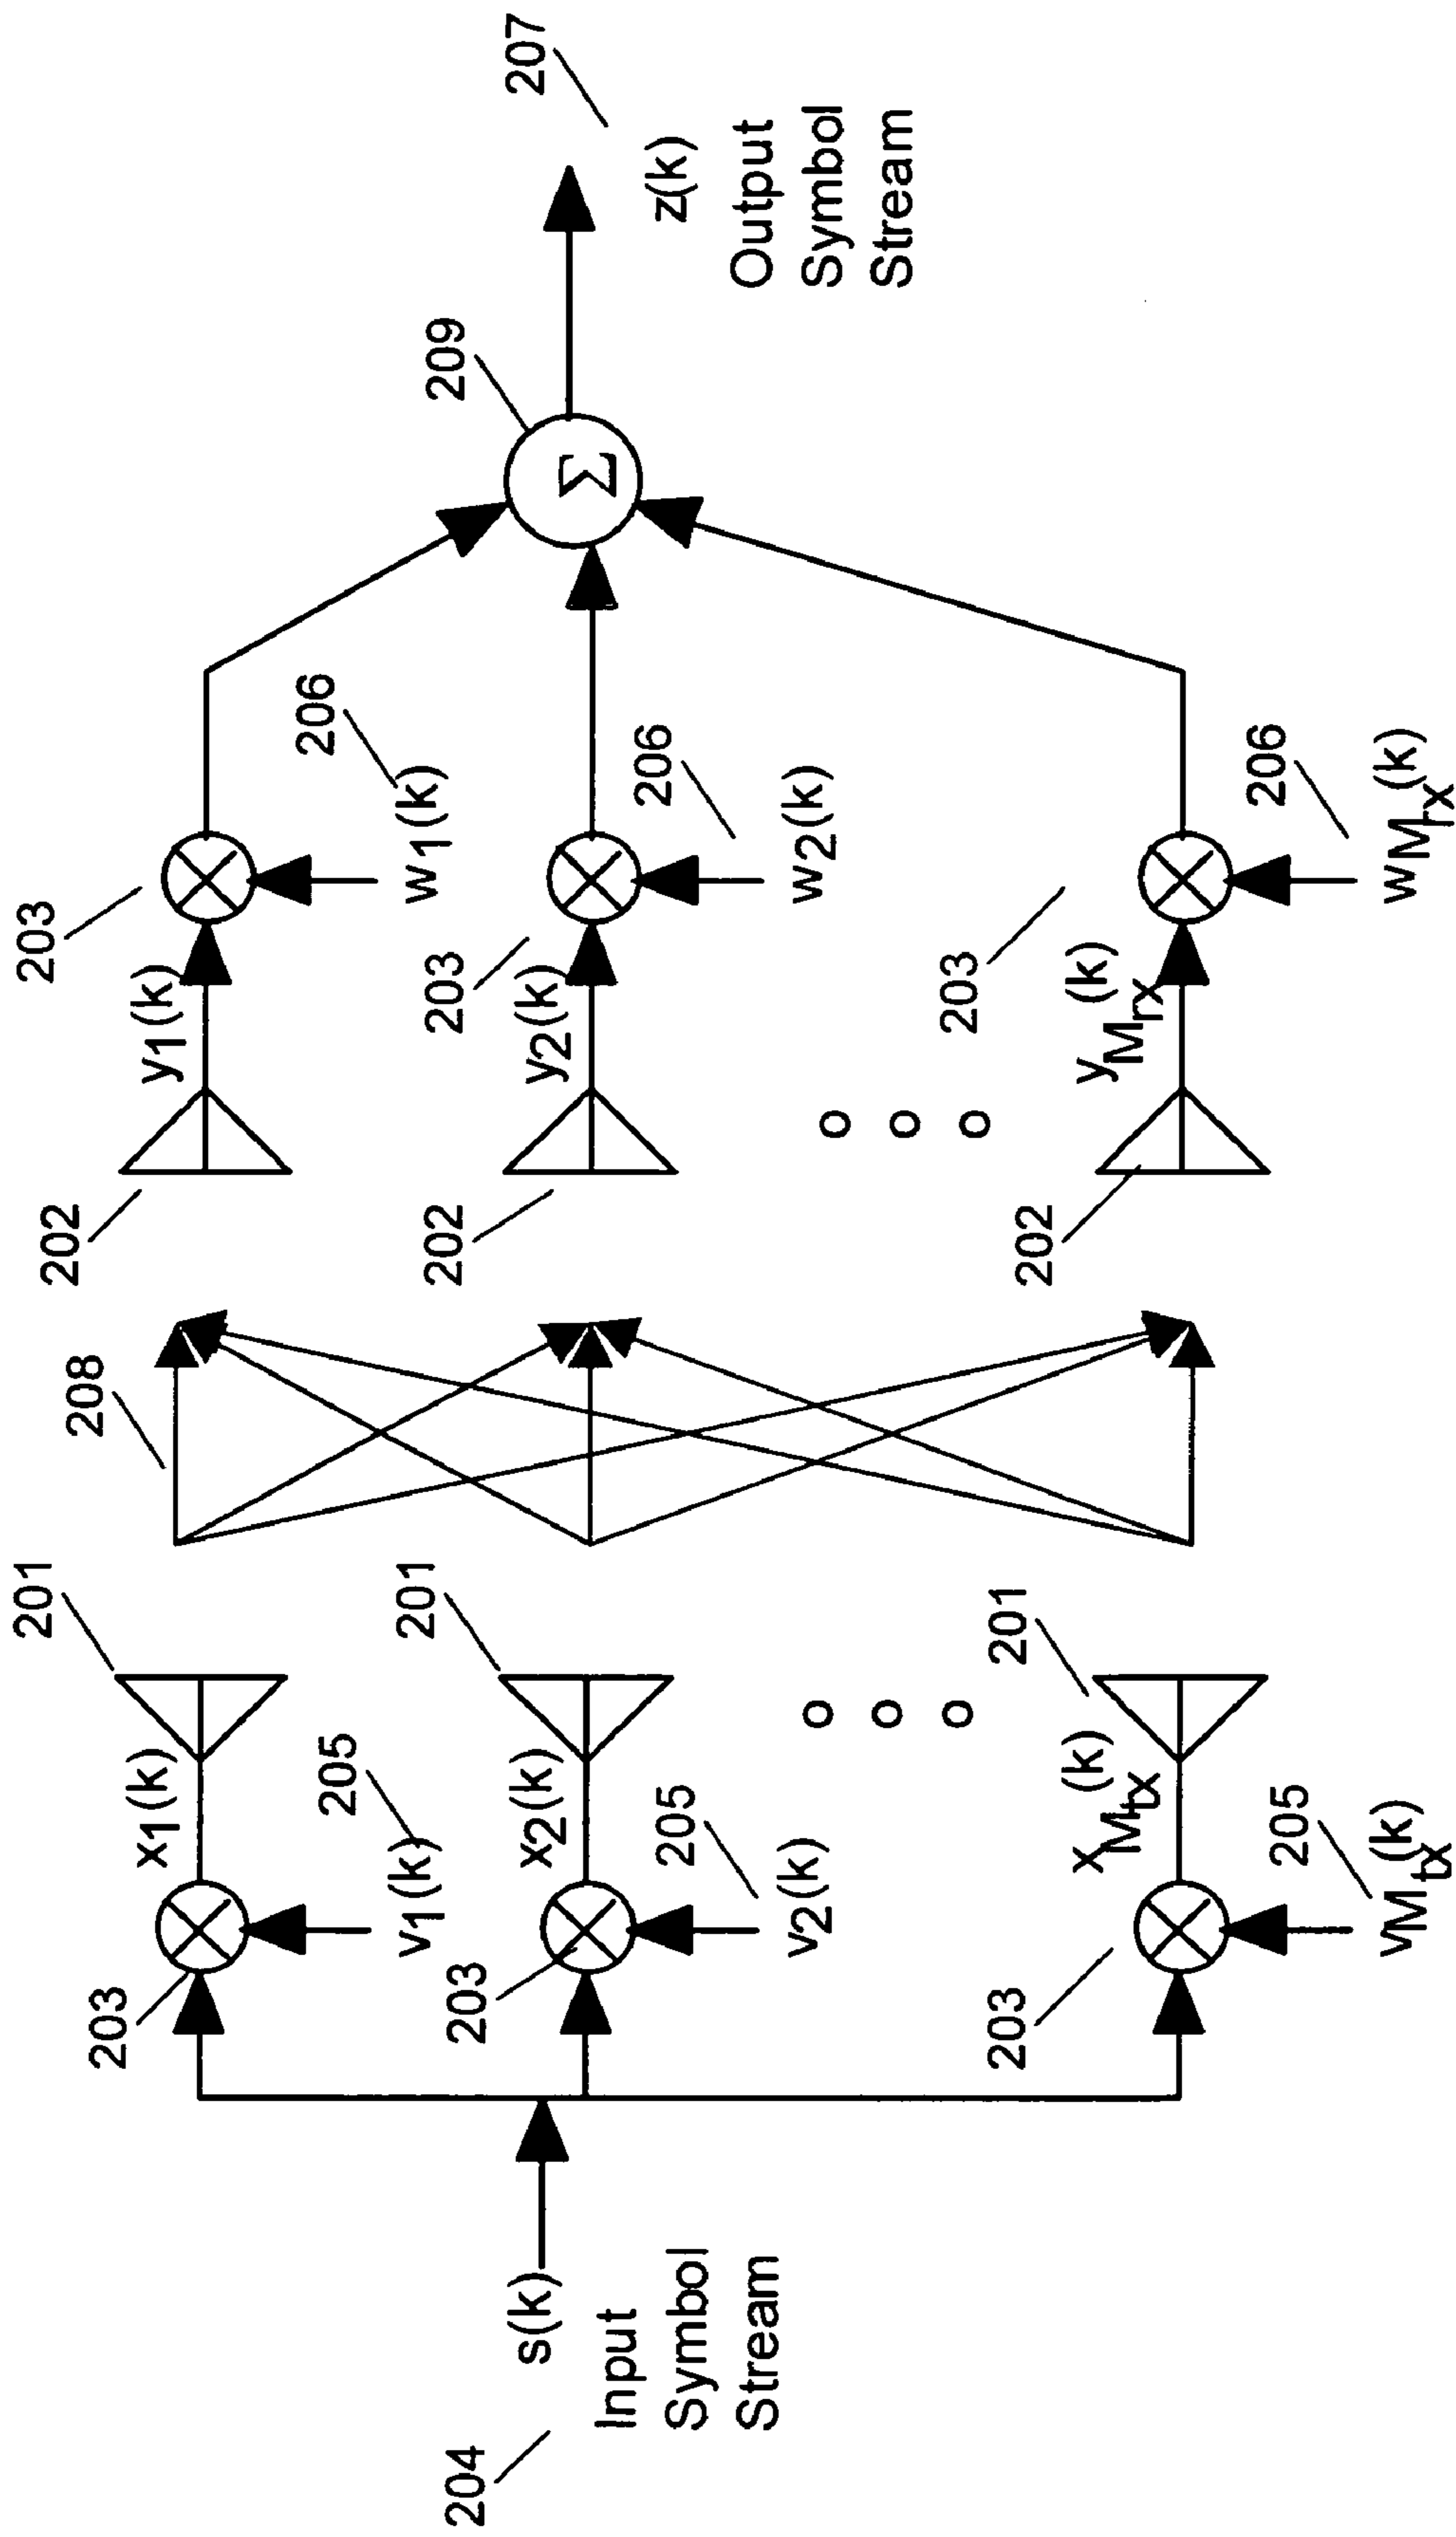 204
s(k)
Input
Symbol
Stream
203
v1(k)
205
x1(k)
201
203
v2(k)
205
x2(k)
201
o o o
203
vMtx(k)
205
xMtx(k)
201
208
202
y1(k)
203
w1(k)
206
202
y2(k)
203
w2(k)
206
o o o
202
yMrx(k)
203
wMrx(k)
206
209
Σ
207
z(k)
Output
Symbol
Stream